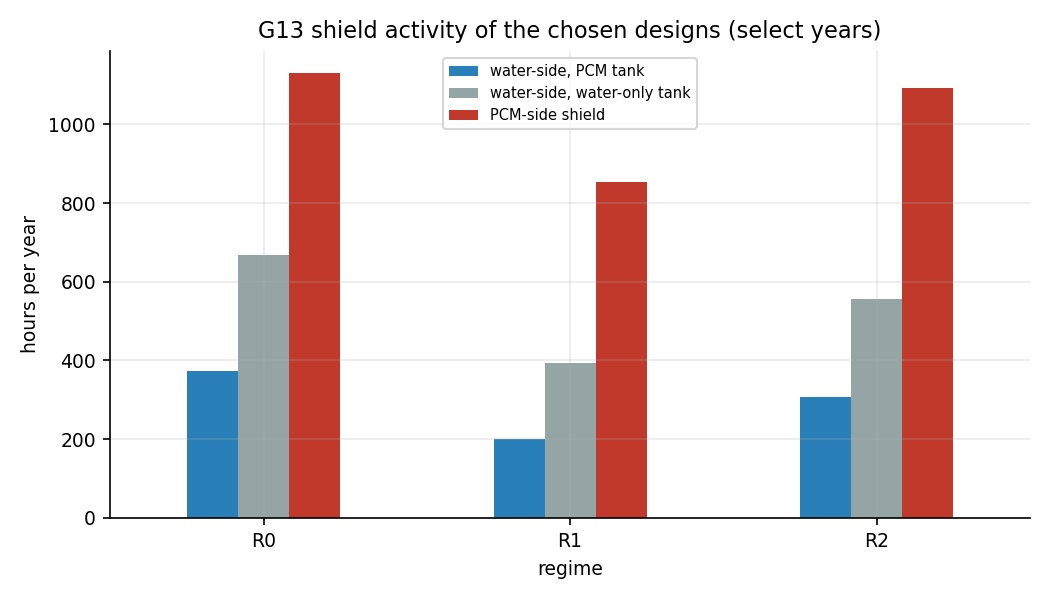 G13 shield activity of the chosen designs (select years)
water-side, PCM tank
water-side, water-only tank
PCM-side shield
hours per year
1000
800
600
400
200
0
R0
R1
R2
regime